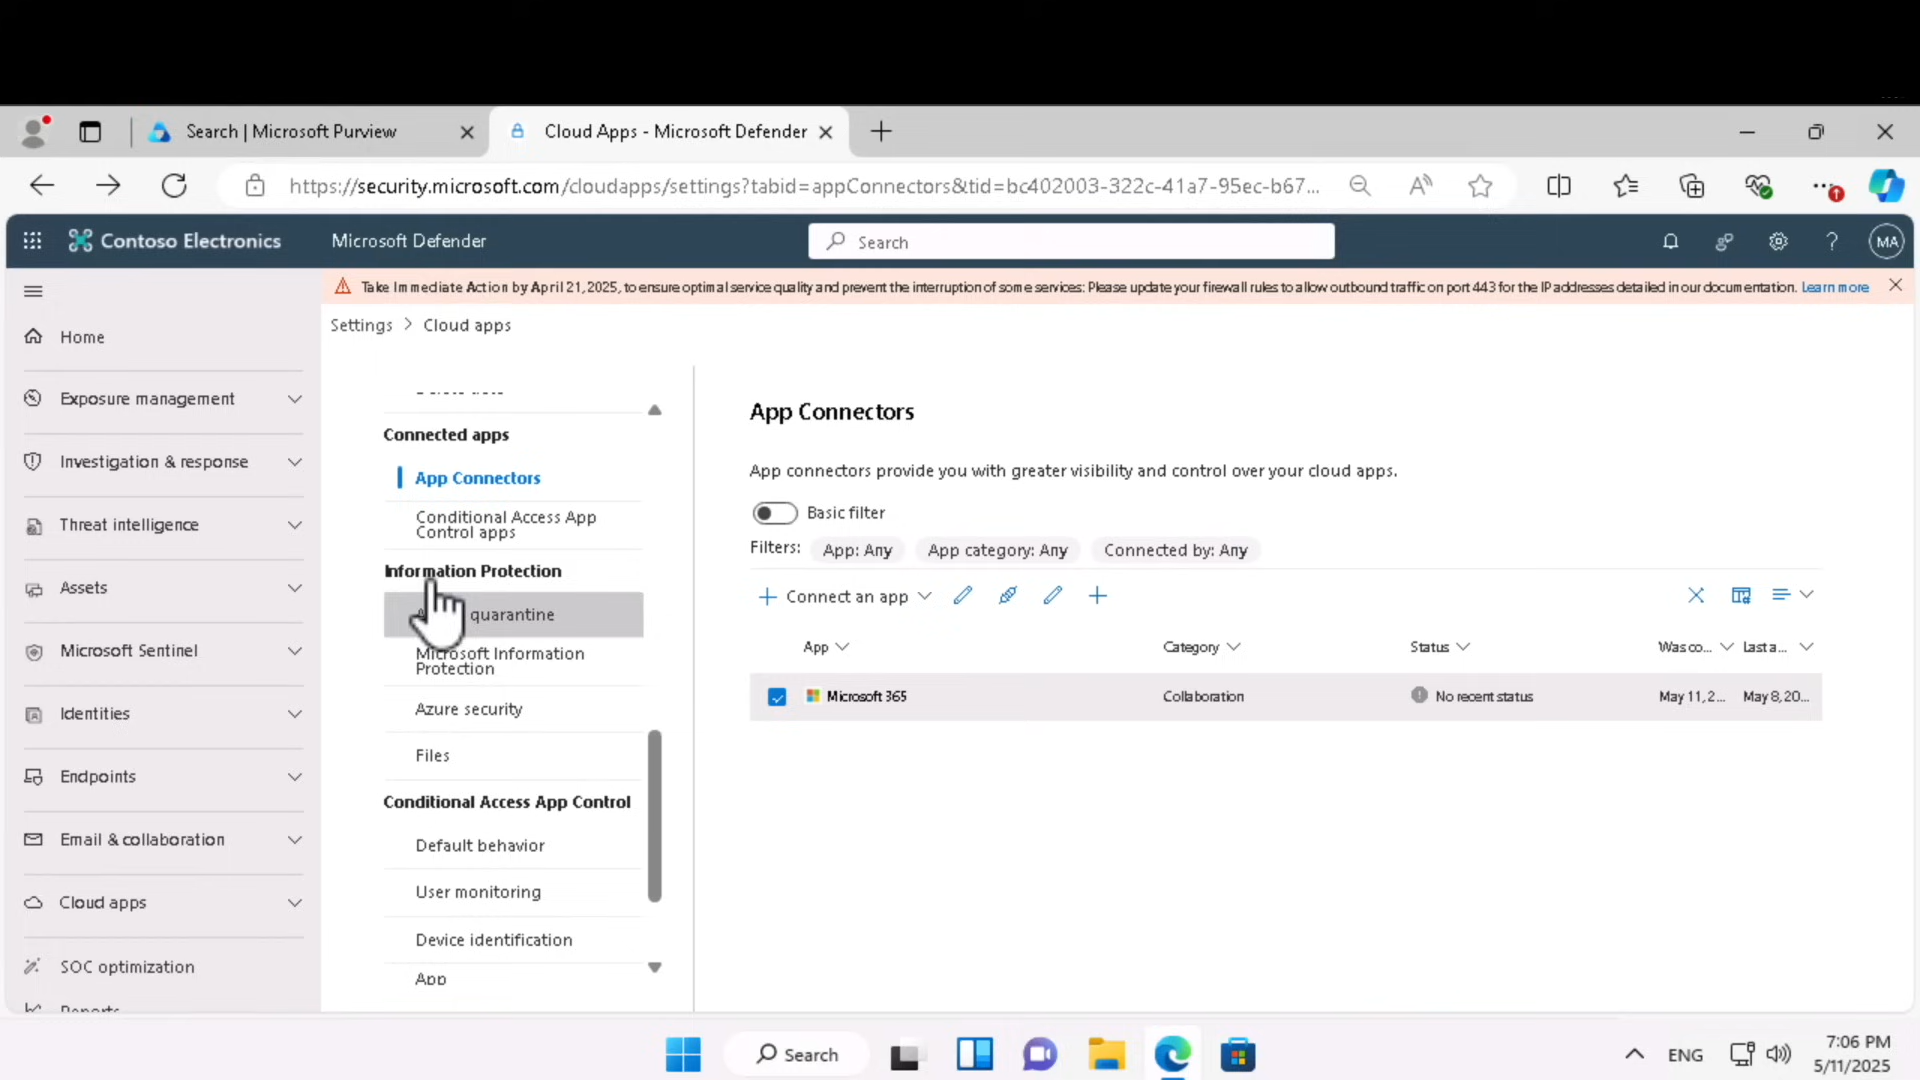 Search | Microsoft Purview
Cloud Apps - Microsoft Defender
https://security.microsoft.com/cloudapps/settings?tabid=appConnectors&tid=bc402003-322c-41a7-95ec-b67...
Contoso Electronics
Microsoft Defender
Search
MA
Take Immediate Action by April 21, 2025, to ensure optimal service quality and prevent the interruption of some services: Please update your firewall rules to allow outbound traffic on port 443 for the IP addresses detailed in our documentation. Learn more
Settings > Cloud apps
Home
Exposure management
Investigation & response
Threat intelligence
Assets
Microsoft Sentinel
Identities
Endpoints
Email & collaboration
Cloud apps
SOC optimization
Reports
Connected apps
App Connectors
Conditional Access App
Control apps
Information Protection
quarantine
Microsoft Information
Protection
Azure security
Files
Conditional Access App Control
Default behavior
User monitoring
Device identification
App
App Connectors
App connectors provide you with greater visibility and control over your cloud apps.
Basic filter
Filters:
App: Any
App category: Any
Connected by: Any
Connect an app
App
Category
Status
Was co...
Last a...
Microsoft 365
Collaboration
No recent status
May 11, 2...
May 8, 20...
Search
ENG
7:06 PM
5/11/2025